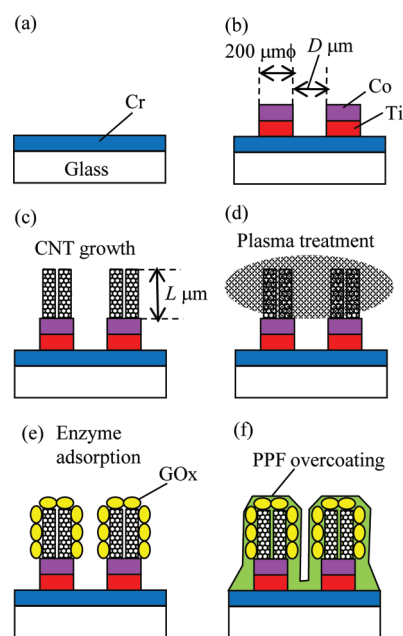 (a)
Cr
Glass
(b)
200 μmϕ
D μm
Co
Ti
(c)
CNT growth
L μm
(d)
Plasma treatment
(e)
Enzyme
adsorption
GOx
(f)
PPF overcoating